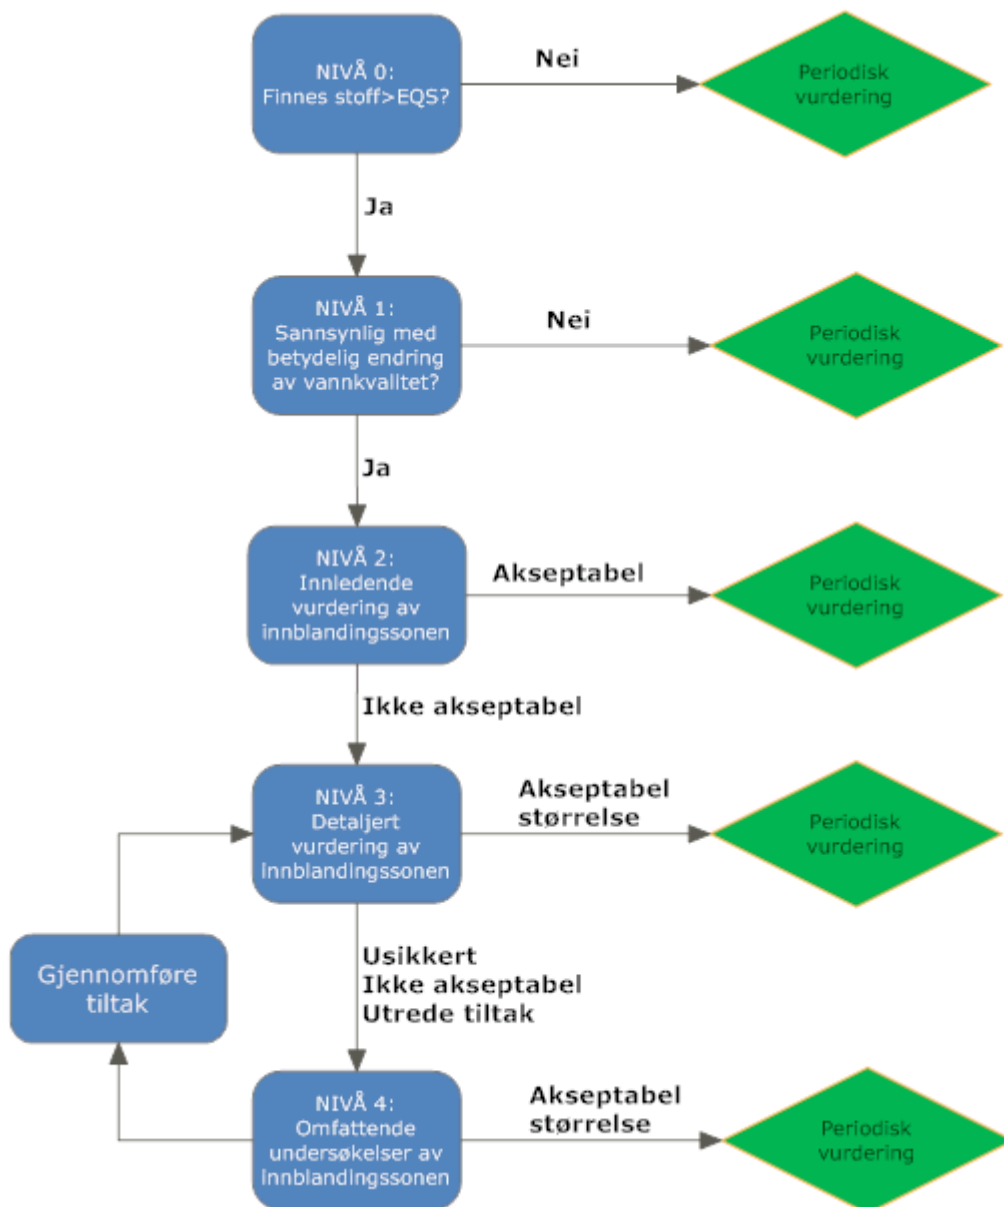 NIVÅ 0:
Finnes stoff>EQS?
Nei
Periodisk
vurdering
Ja
NIVÅ 1:
Sannsynlig med
betydelig endring
av vannkvalltet?
Nei
Periodisk
vurdering
Ja
NIVÅ 2:
Innledende
vurdering av
innblandingssonen
Akseptabel
Periodisk
vurdering
Ikke akseptabel
NIVÅ 3:
Detaljert
vurdering av
innblandingssonen
Akseptabel
størrelse
Periodisk
vurdering
Gjennomføre
tiltak
Usikkert
Ikke akseptabel
Utrede tiltak
NIVÅ 4:
Omfattende
undersøkelser av
innblandingssonen
Akseptabel
størrelse
Periodisk
vurdering